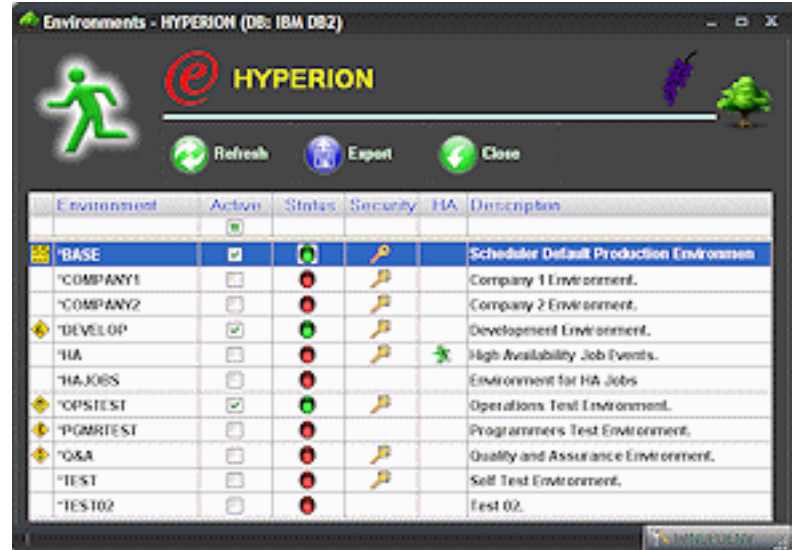 Environments - HYPERION (DB: IBM DB2)
e HYPERION
Refresh Export Close
Environment Active Status Security HA Description
*BASE Scheduler Default Production Environmen
*COMPANY1 Company 1 Environment.
*COMPANY2 Company 2 Environment.
*DEVELOP Development Environment.
*HA High Availability Job Events.
*HAJOBS Environment for HA Jobs
*OPSTEST Operations Test Environment.
*PGMRTEST Programmers Test Environment.
*Q&A Quality and Assurance Environment.
*TEST Self Test Environment.
*TEST02 Test 02.